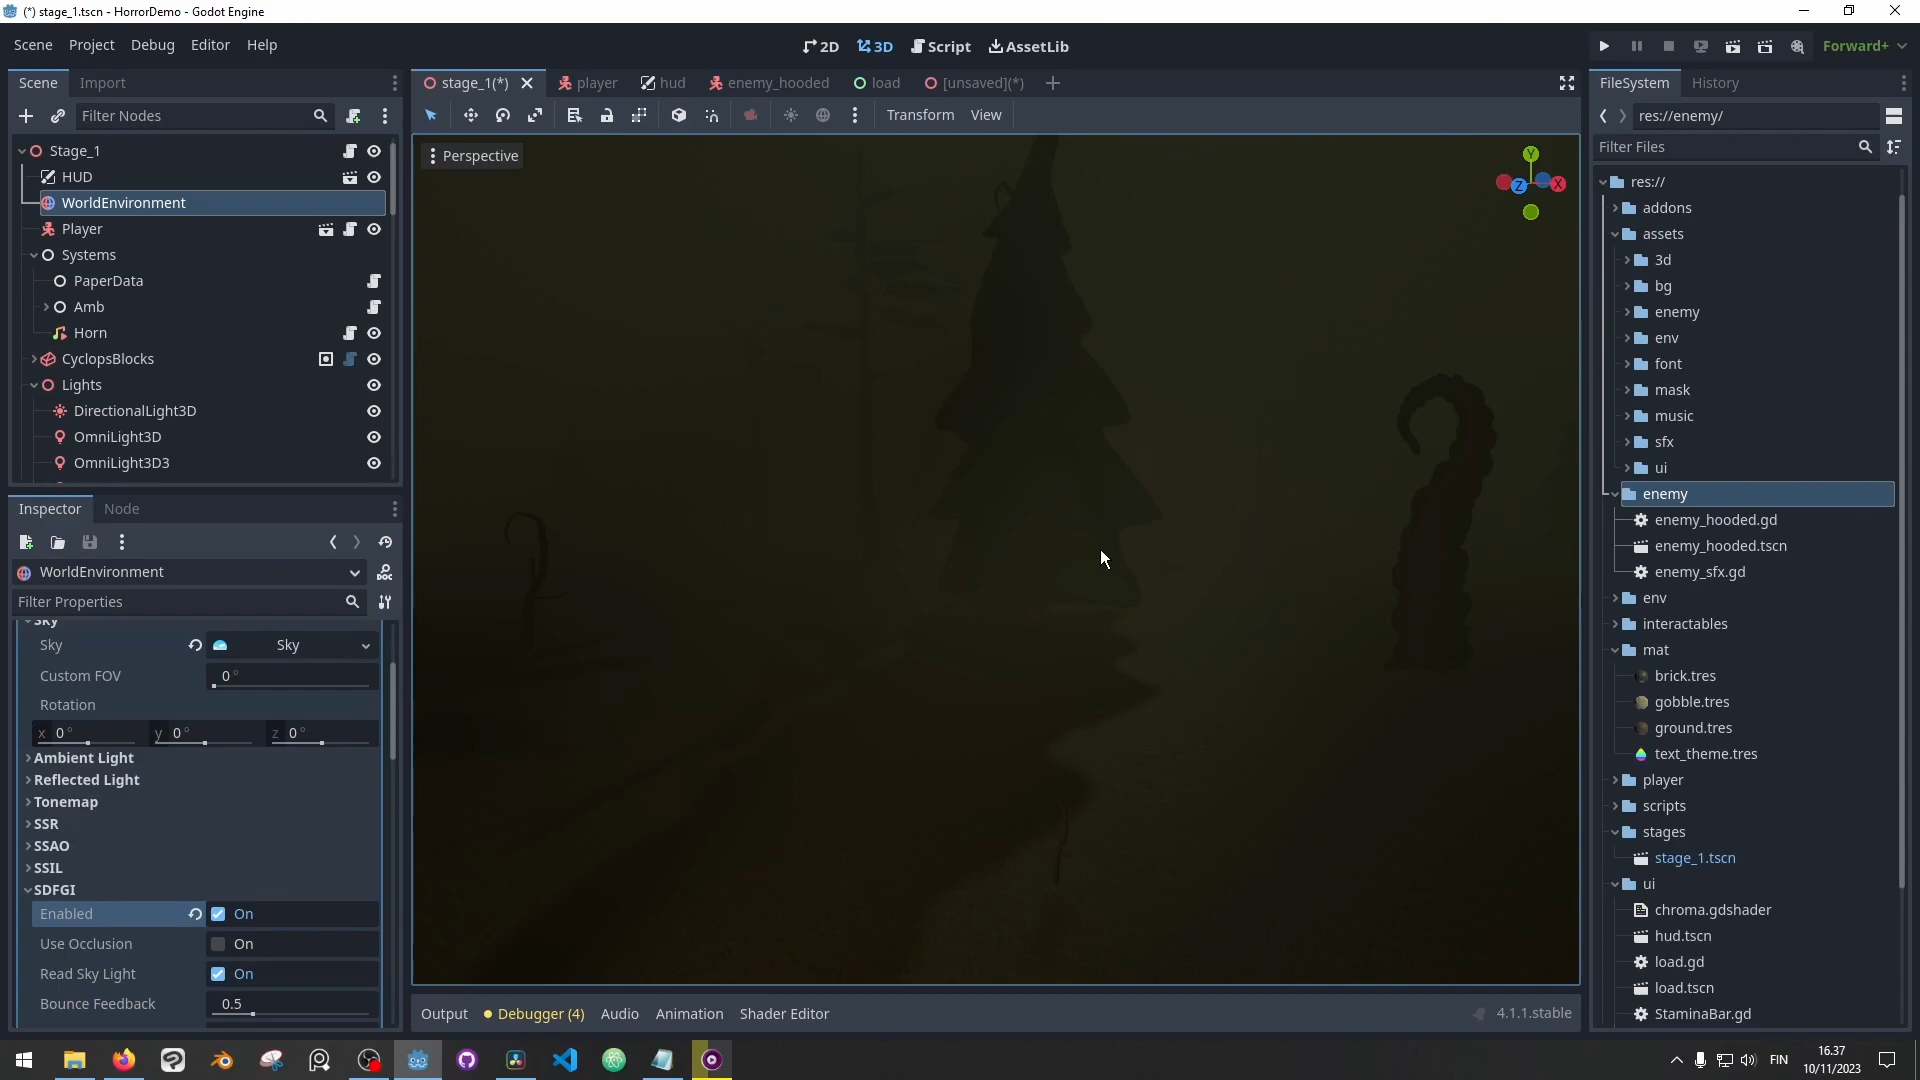 (*) stage_1.tscn - HorrorDemo - Godot Engine
Scene Project Debug Editor Help
2D 3D Script AssetLib
Forward+
Scene Import
stage_1(*) player hud enemy_hooded load [unsaved](*)
FileSystem History
Filter Nodes
Transform View
res://enemy/
Perspective
Filter Files
Y
X
Z
Stage_1
HUD
WorldEnvironment
Player
Systems
PaperData
Amb
Horn
CyclopsBlocks
Lights
DirectionalLight3D
OmniLight3D
OmniLight3D3
Inspector Node
WorldEnvironment
DOC
Filter Properties
Sky
Sky Sky
Custom FOV 0 °
Rotation
x 0 ° y 0 ° z 0 °
Ambient Light
Reflected Light
Tonemap
SSR
SSAO
SSIL
SDFGI
Enabled On
Use Occlusion On
Read Sky Light On
Bounce Feedback 0.5
Output Debugger (4) Audio Animation Shader Editor 4.1.1.stable
res://
addons
assets
3d
bg
enemy
env
font
mask
music
sfx
ui
enemy
enemy_hooded.gd
enemy_hooded.tscn
enemy_sfx.gd
env
interactables
mat
brick.tres
gobble.tres
ground.tres
text_theme.tres
player
scripts
stages
stage_1.tscn
ui
chroma.gdshader
hud.tscn
load.gd
load.tscn
StaminaBar.gd
FIN
16.37
10/11/2023